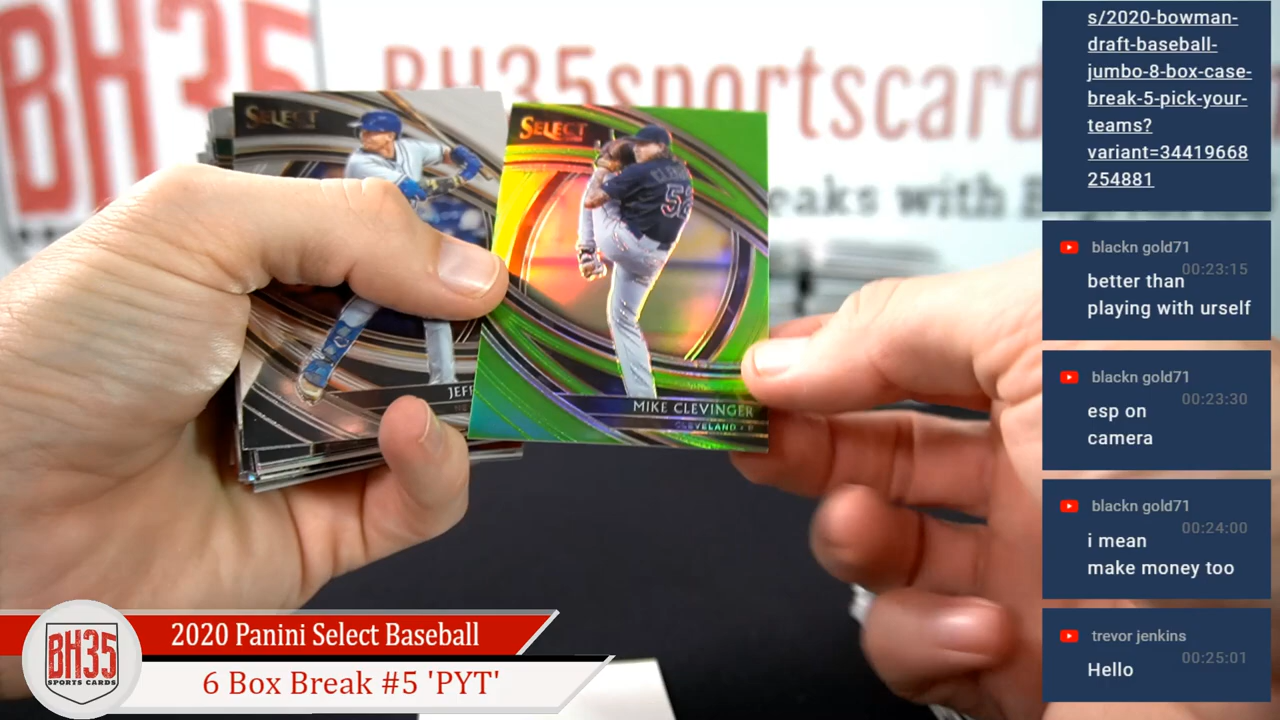 BH35
BH35sportscard
eaks with
SELECT
JEFF
SELECT
52
MIKE CLEVINGER
CLEVELAND • P
s/2020-bowman-
draft-baseball-
jumbo-8-box-case-
break-5-pick-your-
teams?
variant=34419668
254881
blackn gold71
00:23:15
better than
playing with urself
blackn gold71
00:23:30
esp on
camera
blackn gold71
00:24:00
i mean
make money too
trevor jenkins
00:25:01
Hello
BH35
SPORTS CARDS
2020 Panini Select Baseball
6 Box Break #5 'PYT'